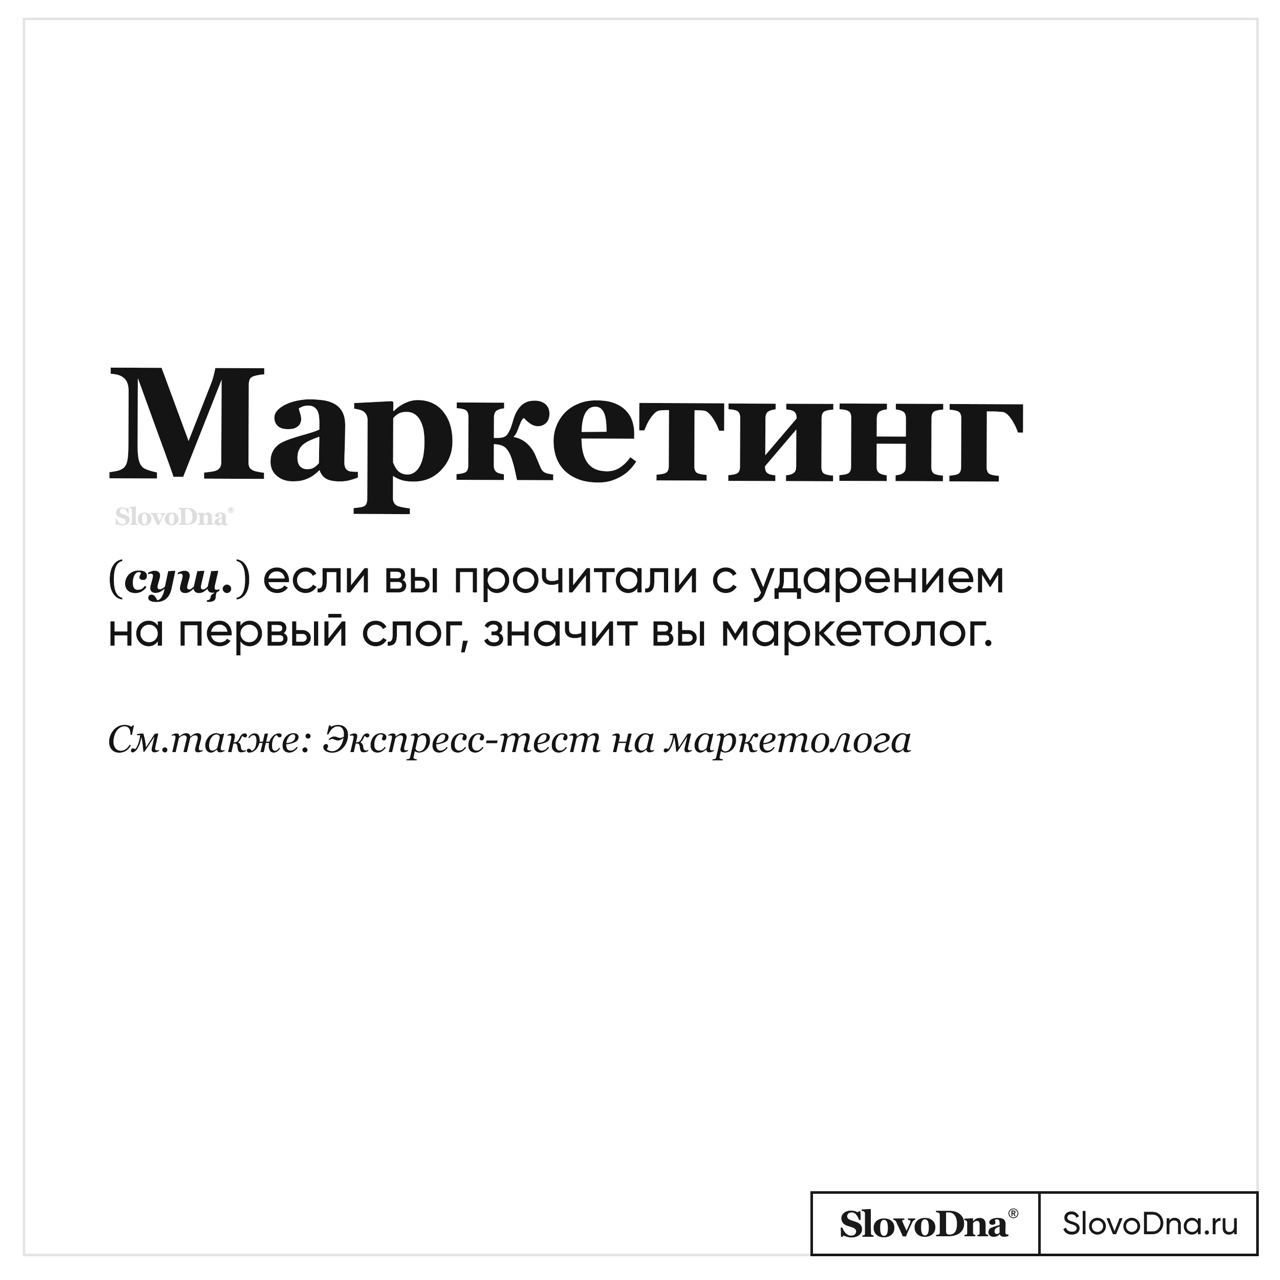 Маркетинг
SlovoDna®
(сущ.) если вы прочитали с ударением
на первый слог, значит вы маркетолог.
См.также: Экспресс-тест на маркетолога
SlovoDna® SlovoDna.ru